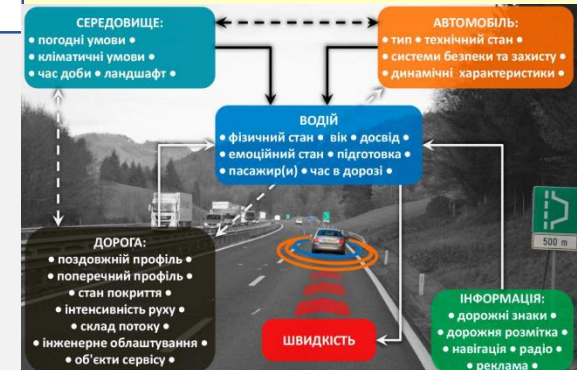 СЕРЕДОВИЩЕ:
• погодні умови •
• кліматичні умови •
• час доби • ландшафт •
АВТОМОБІЛЬ:
• тип • технічний стан •
• системи безпеки та захисту •
• динамічні характеристики •
ВОДІЙ
• фізичний стан • вік • досвід •
• емоційний стан • підготовка •
• пасажир(и) • час в дорозі •
ДОРОГА:
• поздовжній профіль •
• поперечний профіль •
• стан покриття •
• інтенсивність руху •
• склад потоку •
• інженерне облаштування •
• об'єкти сервісу •
ШВИДКІСТЬ
500 m
ІНФОРМАЦІЯ:
• дорожні знаки •
• дорожня розмітка •
• навігація • радіо •
• реклама •